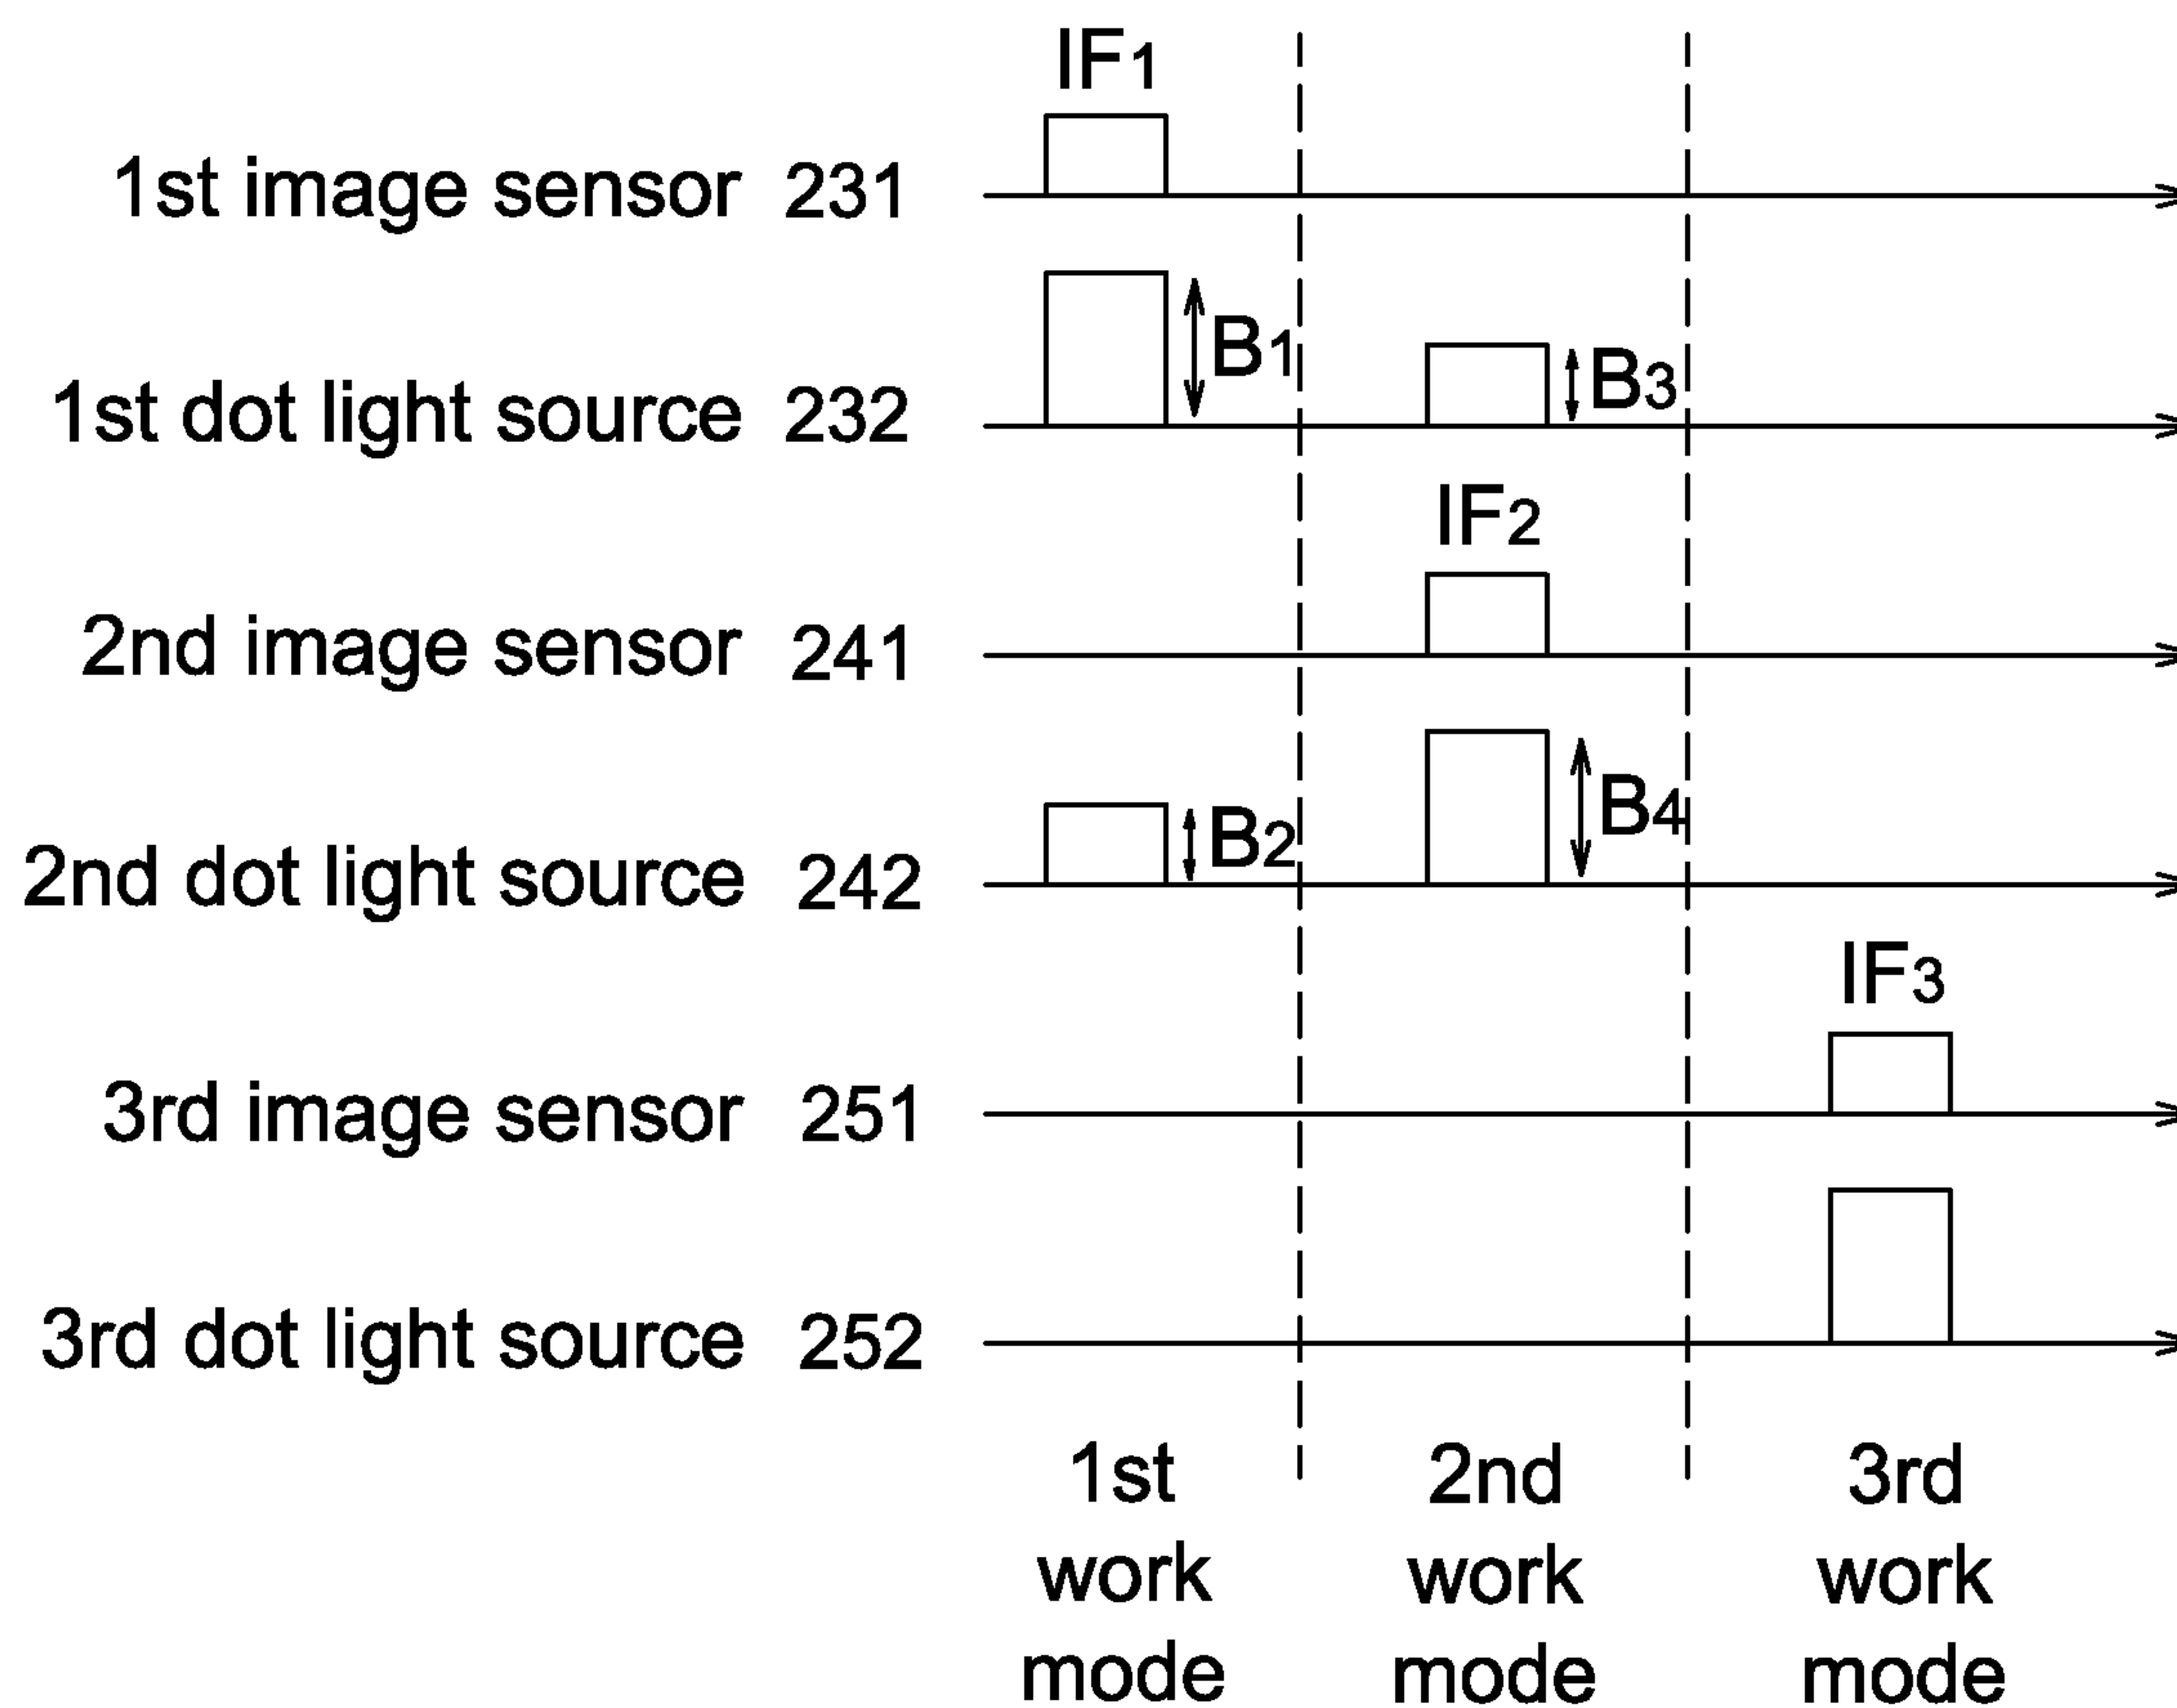 IF1
1st image sensor 231
1st dot light source 232
B1
B3
IF2
2nd image sensor 241
2nd dot light source 242
B2
B4
IF3
3rd image sensor 251
3rd dot light source 252
1st work mode
2nd work mode
3rd work mode